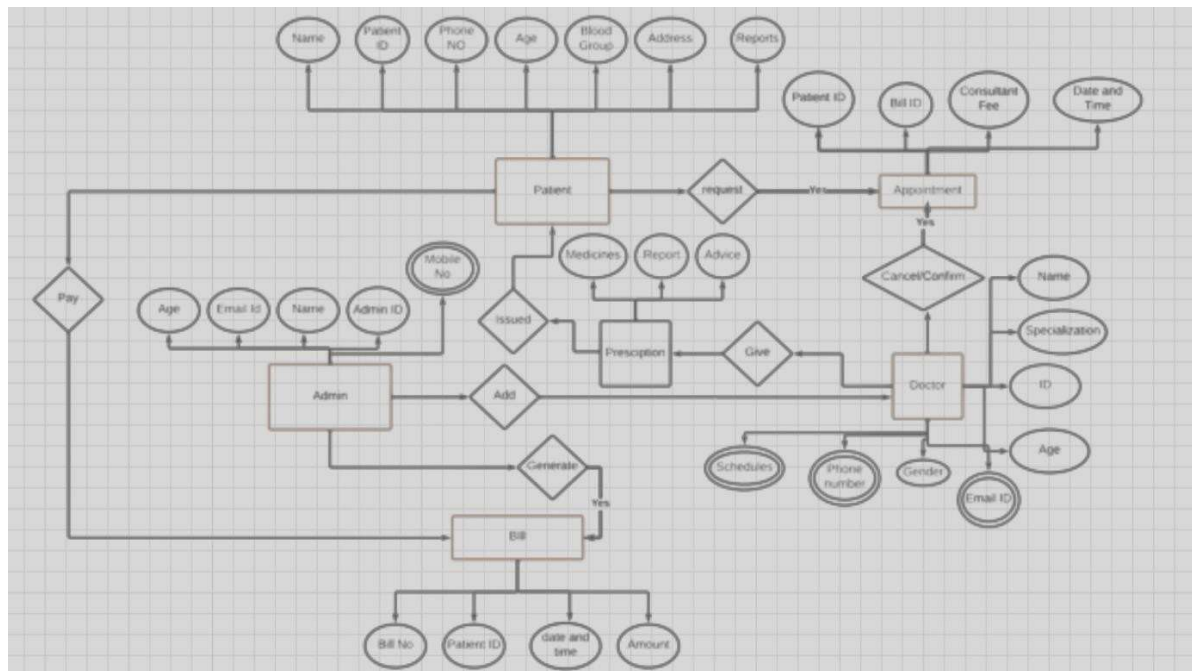 Name
Patient
ID
Phone
NO
Age
Blood
Group
Address
Reports
Patient ID
Bill ID
Consultant
Fee
Date and
Time
Patient
request
Yes
Appointment
Yes
Mobile
No
Medicines
Report
Advice
Cancel/Confirm
Name
Pay
Age
Email Id
Name
Admin ID
Issued
Presciption
Give
Specialization
Admin
Add
Doctor
ID
Age
Generate
Schedules
Phone
number
Gender
Email ID
Yes
Bill
Bill No
Patient ID
date and
time
Amount